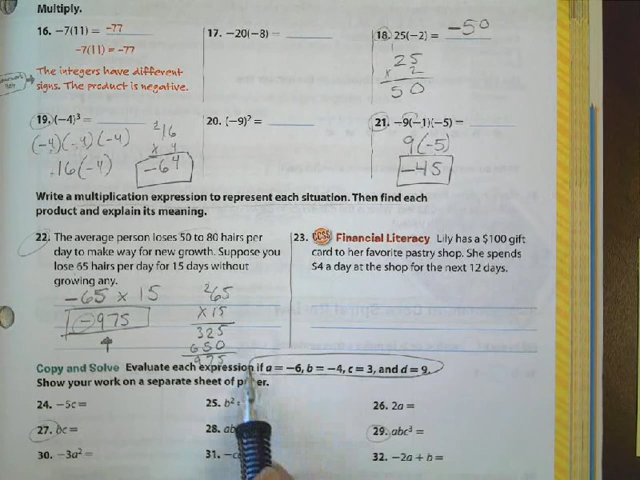 Multiply.
16. −7(11) = −77
−7(11) = −77
The integers have different
signs. The product is negative.
17. −20(−8) =
18. 25(−2) = −50
25
x 2
50
19. (−4)³ =
(−4)(−4)(−4)
16(−4)
2
16
x 4
−64
20. (−9)² =
21. −9(−1)(−5) =
9(−5)
−45
Write a multiplication expression to represent each situation. Then find each
product and explain its meaning.
22. The average person loses 50 to 80 hairs per
day to make way for new growth. Suppose you
lose 65 hairs per day for 15 days without
growing any.
−65 x 15
−975
2
65
x15
325
650
975
23. CCSS Financial Literacy Lily has a $100 gift
card to her favorite pastry shop. She spends
$4 a day at the shop for the next 12 days.
Copy and Solve Evaluate each expression if a = −6, b = −4, c = 3, and d = 9.
Show your work on a separate sheet of paper.
24. −5c =
25. b²
26. 2a =
27. bc =
28. ab
29. abc³ =
30. −3a² =
31.
32. −2a + b =